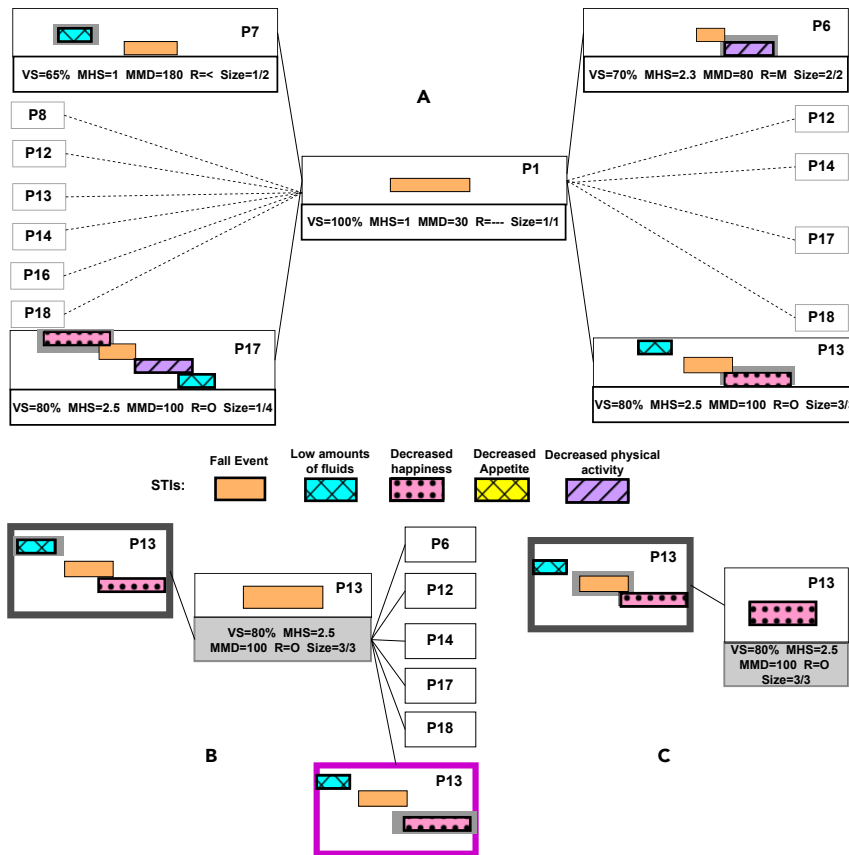 P7
VS=65% MHS=1 MMD=180 R=< Size=1/2
P6
VS=70% MHS=2.3 MMD=80 R=M Size=2/2
A
P8
P12
P13
P14
P16
P18
P1
VS=100% MHS=1 MMD=30 R=--- Size=1/1
P12
P14
P17
P18
P17
VS=80% MHS=2.5 MMD=100 R=O Size=1/4
P13
VS=80% MHS=2.5 MMD=100 R=O Size=3/
STIs:
Fall Event
Low amounts
of fluids
Decreased
happiness
Decreased
Appetite
Decreased physical
activity
P13
P13
VS=80% MHS=2.5
MMD=100 R=O Size=3/3
P6
P12
P14
P17
P18
P13
B
P13
P13
VS=80% MHS=2.5
MMD=100 R=O
Size=3/3
C